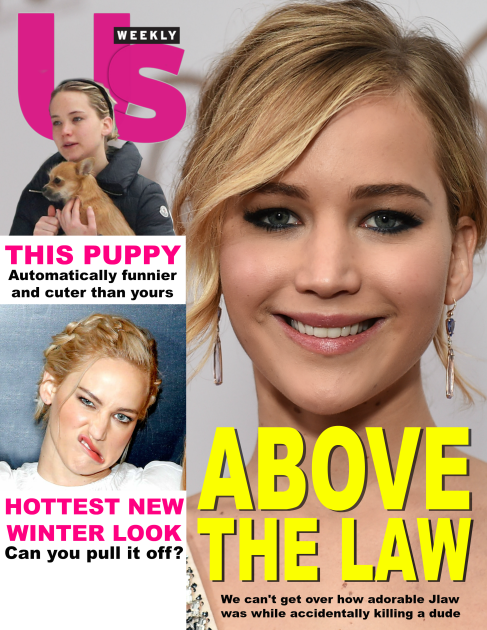 Us
WEEKLY
THIS PUPPY
Automatically funnier
and cuter than yours
HOTTEST NEW
WINTER LOOK
Can you pull it off?
ABOVE
THE LAW
We can't get over how adorable Jlaw
was while accidentally killing a dude